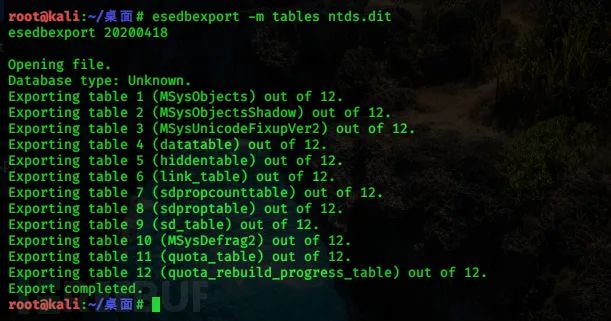 root@kali:~/桌面# esedbexport -m tables ntds.dit
esedbexport 20200418

Opening file.
Database type: Unknown.
Exporting table 1 (MSysObjects) out of 12.
Exporting table 2 (MSysObjectsShadow) out of 12.
Exporting table 3 (MSysUnicodeFixupVer2) out of 12.
Exporting table 4 (datatable) out of 12.
Exporting table 5 (hiddentable) out of 12.
Exporting table 6 (link_table) out of 12.
Exporting table 7 (sdpropcounttable) out of 12.
Exporting table 8 (sdproptable) out of 12.
Exporting table 9 (sd_table) out of 12.
Exporting table 10 (MSysDefrag2) out of 12.
Exporting table 11 (quota_table) out of 12.
Exporting table 12 (quota_rebuild_progress_table) out of 12.
Export completed.
root@kali:~/桌面#